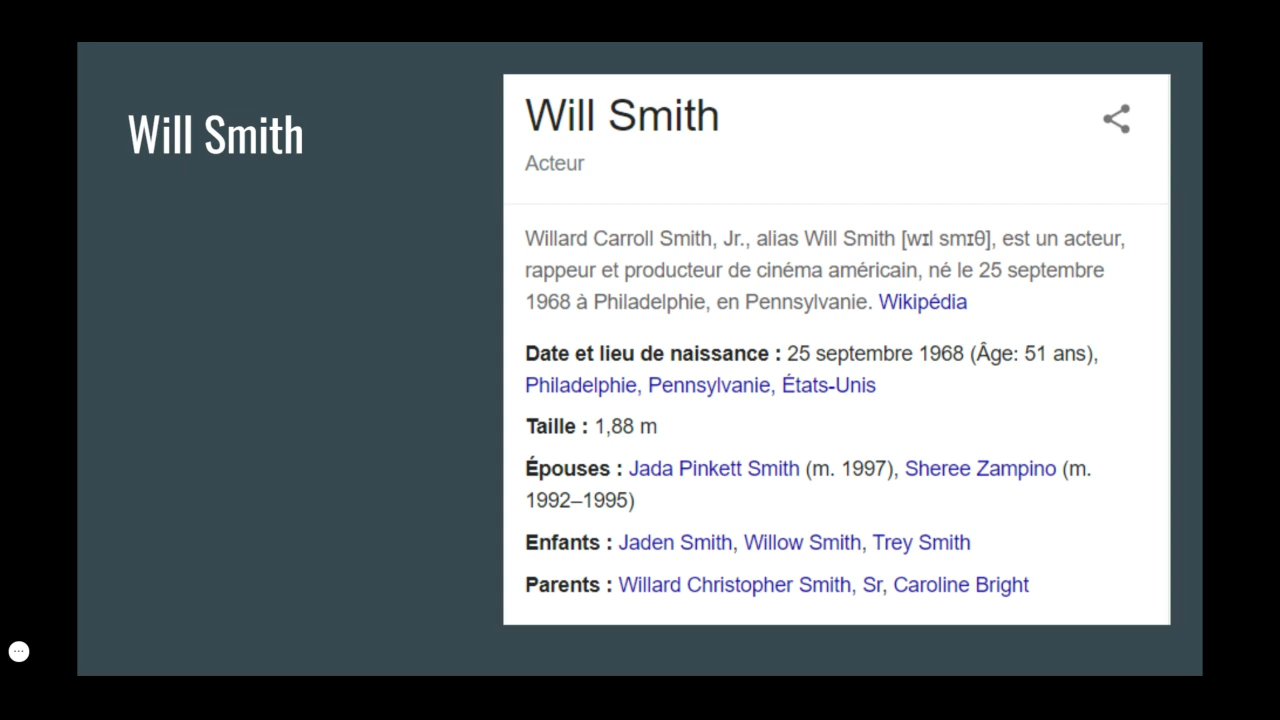 Will Smith
Will Smith
Acteur
Willard Carroll Smith, Jr., alias Will Smith [wɪl smɪθ], est un acteur,
rappeur et producteur de cinéma américain, né le 25 septembre
1968 à Philadelphie, en Pennsylvanie. Wikipédia
Date et lieu de naissance : 25 septembre 1968 (Âge: 51 ans),
Philadelphie, Pennsylvanie, États-Unis
Taille : 1,88 m
Épouses : Jada Pinkett Smith (m. 1997), Sheree Zampino (m.
1992–1995)
Enfants : Jaden Smith, Willow Smith, Trey Smith
Parents : Willard Christopher Smith, Sr, Caroline Bright